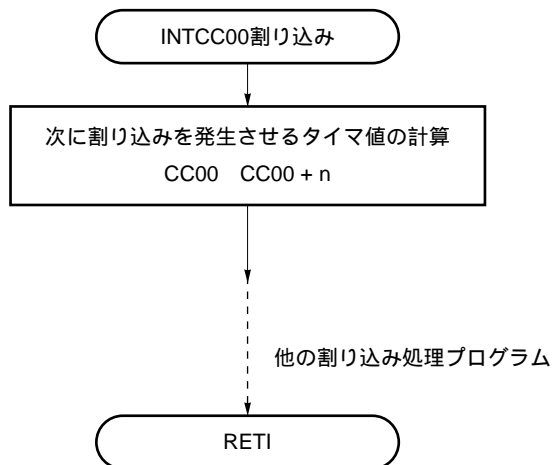 INTCC00割り込み
次に割り込みを発生させるタイマ値の計算
CC00 CC00 + n
他の割り込み処理プログラム
RETI